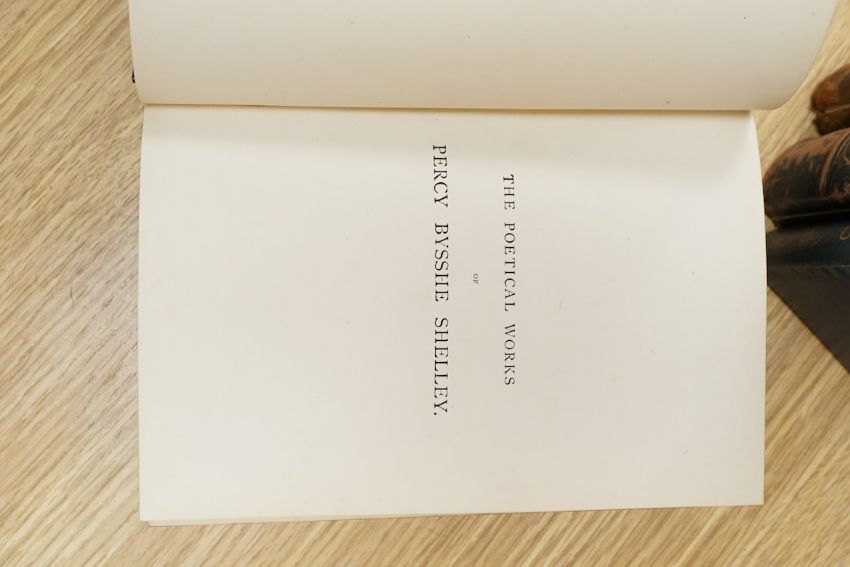 THE POETICAL WORKS
OF
PERCY BYSSHE SHELLEY.